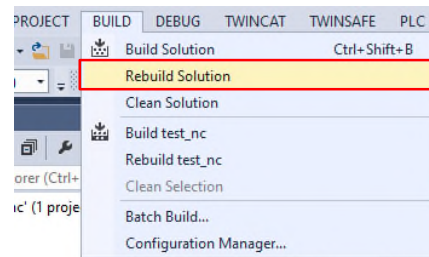 PROJECT BUILD DEBUG TWINCAT TWINSAFE PLC
Build Solution Ctrl+Shift+B
Rebuild Solution
Clean Solution
Build test_nc
Rebuild test_nc
orer (Ctrl+
Clean Selection
nc' (1 proje
Batch Build...
Configuration Manager...